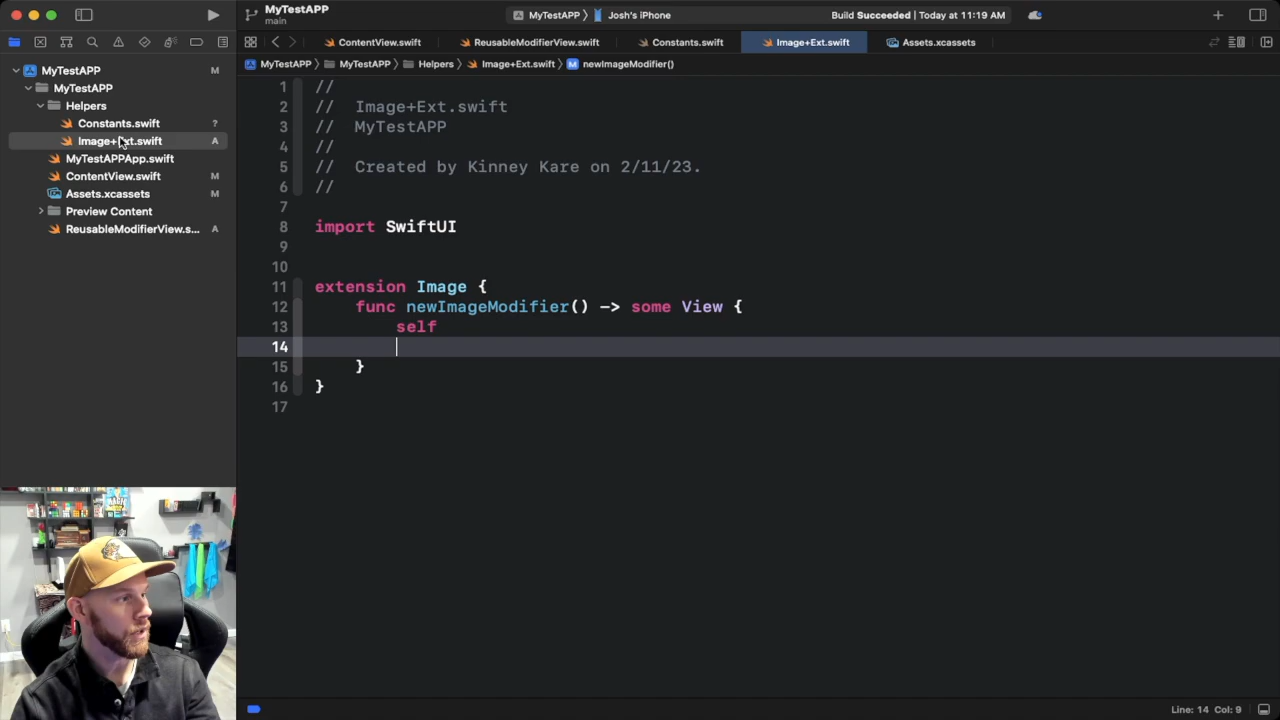 MyTestAPP
main
MyTestAPP
Josh's iPhone
Build Succeeded | Today at 11:19 AM
ContentView.swift
ReusableModifierView.swift
Constants.swift
Image+Ext.swift
Assets.xcassets
MyTestAPP
M
MyTestAPP
MyTestAPP
Helpers
Image+Ext.swift
M
newImageModifier()
MyTestAPP
Helpers
Constants.swift
?
Image+Ext.swift
A
MyTestAPPApp.swift
ContentView.swift
M
Assets.xcassets
M
Preview Content
ReusableModifierView.s...
A
1 //
2 // Image+Ext.swift
3 // MyTestAPP
4 //
5 // Created by Kinney Kare on 2/11/23.
6 //
7
8 import SwiftUI
9
10
11 extension Image {
12 func newImageModifier() -> some View {
13 self
14
15 }
16 }
17
Line: 14 Col: 9